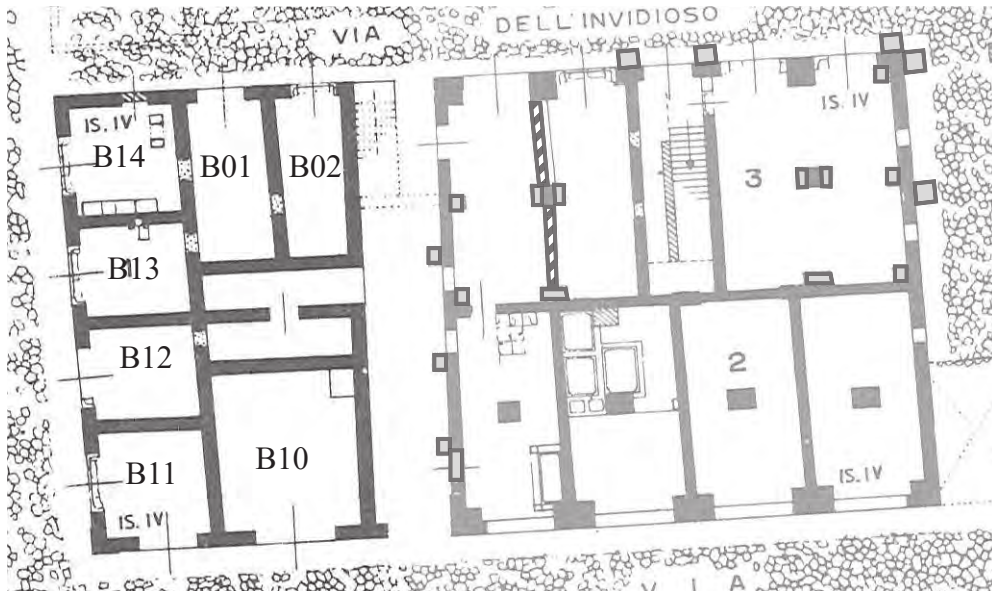 VIA DELL'INVIDIOSO
IS. IV
B14
B01
B02
IS. IV
3
B13
B12
2
B11
B10
IS. IV
IS. IV
VIA